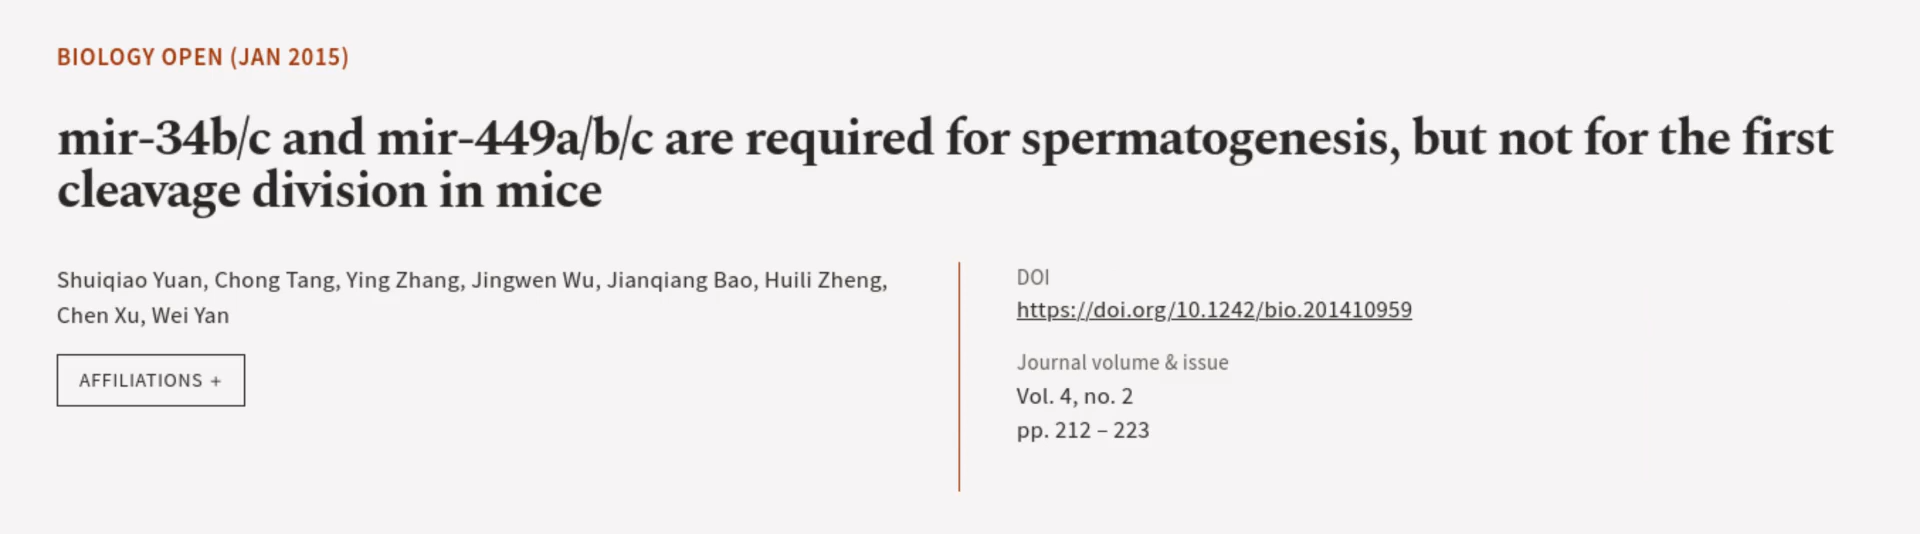 BIOLOGY OPEN (JAN 2015)
mir-34b/c and mir-449a/b/c are required for spermatogenesis, but not for the first
cleavage division in mice
Shuiqiao Yuan, Chong Tang, Ying Zhang, Jingwen Wu, Jianqiang Bao, Huili Zheng,
Chen Xu, Wei Yan
AFFILIATIONS +
DOI
https://doi.org/10.1242/bio.201410959
Journal volume & issue
Vol. 4, no. 2
pp. 212 – 223